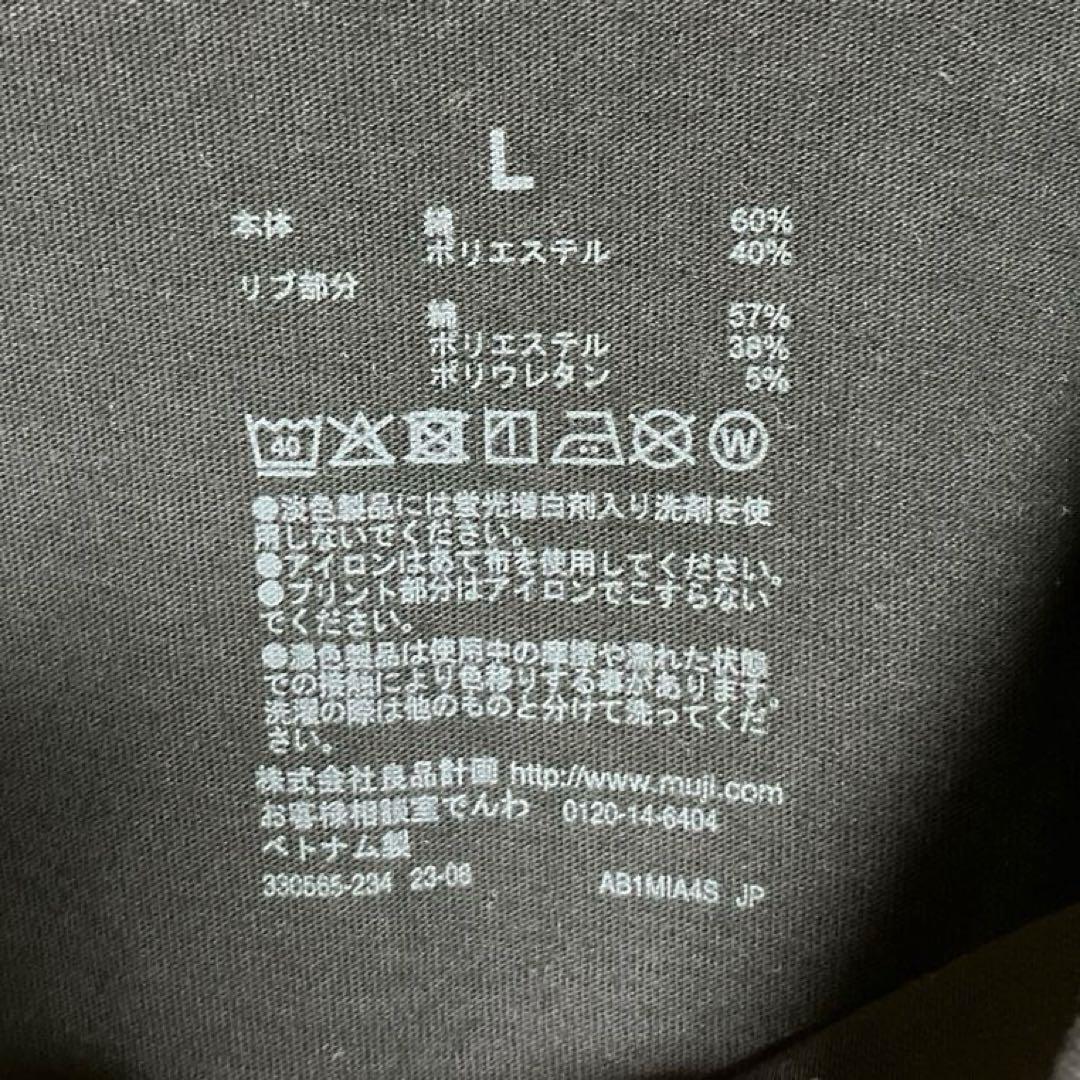 L
本体 綿 60%
ポリエステル 40%
リブ部分
綿 57%
ポリエステル 38%
ポリウレタン 5%
40 W
●淡色製品には蛍光増白剤入り洗剤を使
用しないでください。
●アイロンはあて布を使用してください。
●プリント部分はアイロンでこすらない
でください。
●濃色製品は使用中の摩擦や濡れた状態
での接触により色移りする事があります。
洗濯の際は他のものと分けて洗ってくだ
さい。
株式会社良品計画 http://www.muji.com
お客様相談室でんわ 0120-14-6404
ベトナム製
330565-234 23-08 AB1MIA4S JP